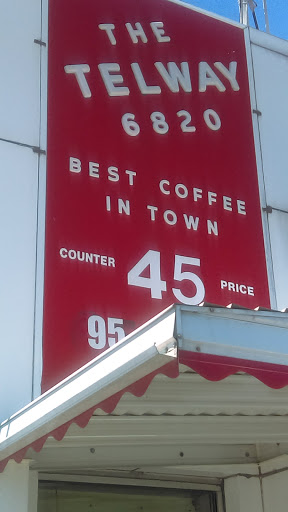 THE
TELWAY
6820
BEST COFFEE
IN TOWN
COUNTER 45 PRICE
95